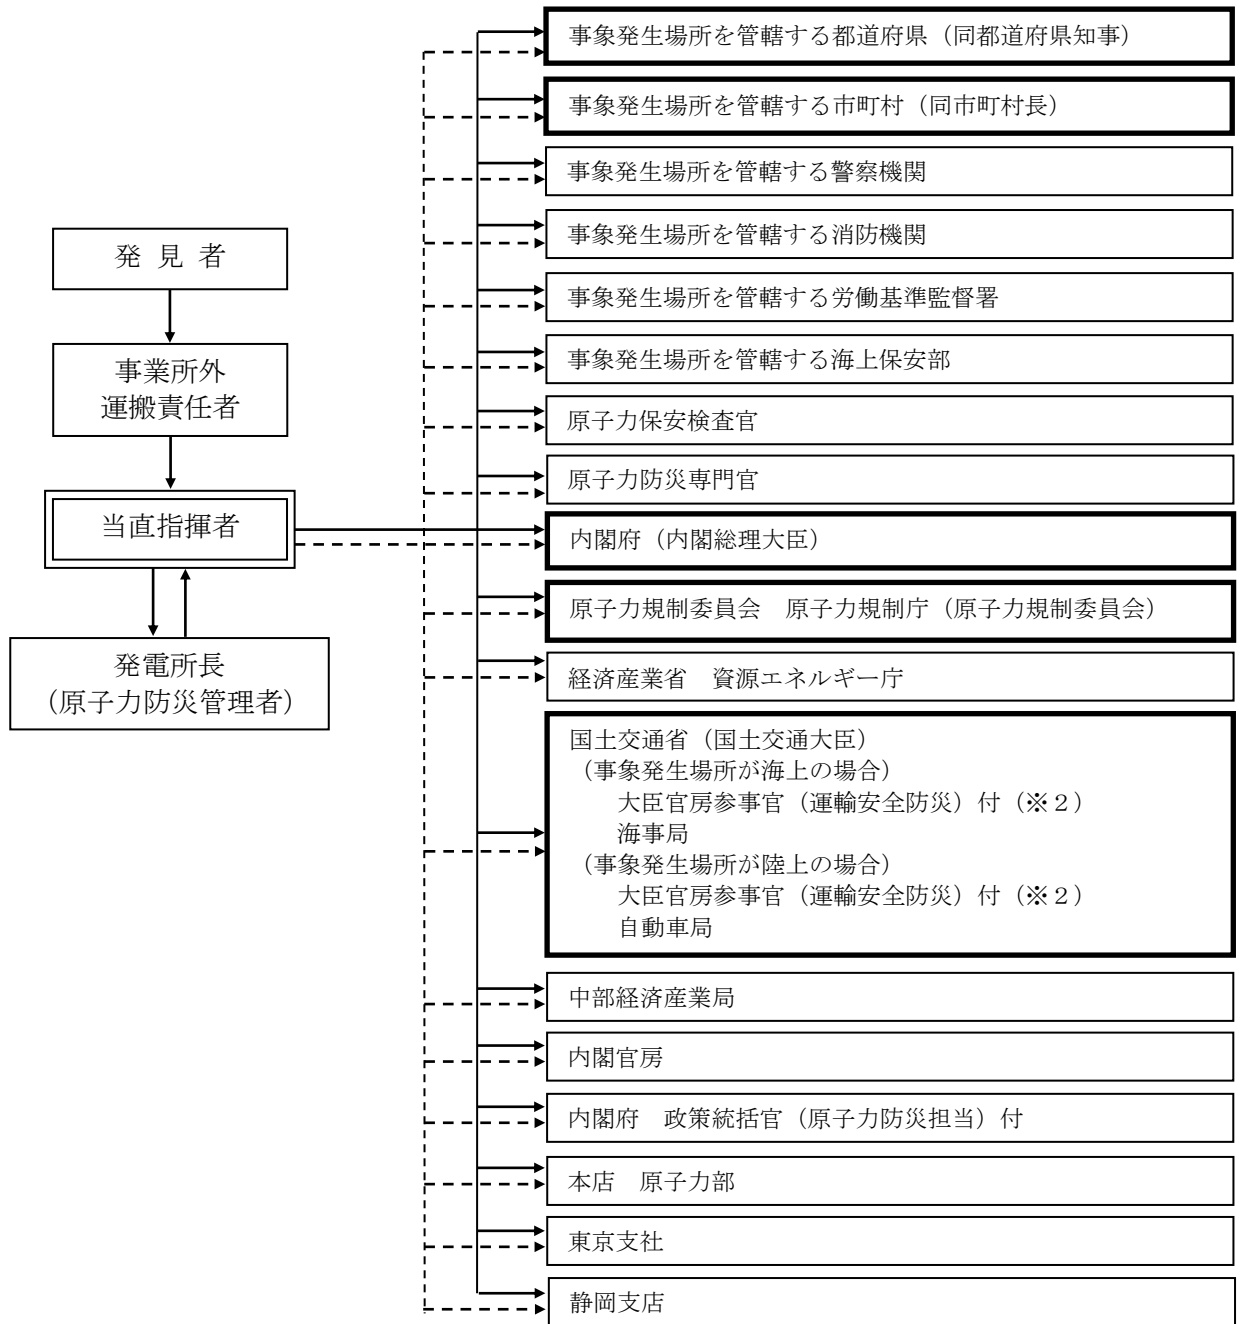 発 見 者
事業所外
運搬責任者
当直指揮者
発電所長
(原子力防災管理者)
事象発生場所を管轄する都道府県（同都道府県知事）
事象発生場所を管轄する市町村（同市町村長）
事象発生場所を管轄する警察機関
事象発生場所を管轄する消防機関
事象発生場所を管轄する労働基準監督署
事象発生場所を管轄する海上保安部
原子力保安検査官
原子力防災専門官
内閣府（内閣総理大臣）
原子力規制委員会　原子力規制庁（原子力規制委員会）
経済産業省　資源エネルギー庁
国土交通省（国土交通大臣）
（事象発生場所が海上の場合）
大臣官房参事官（運輸安全防災）付（※２）
海事局
（事象発生場所が陸上の場合）
大臣官房参事官（運輸安全防災）付（※２）
自動車局
中部経済産業局
内閣官房
内閣府　政策統括官（原子力防災担当）付
本店　原子力部
東京支社
静岡支店